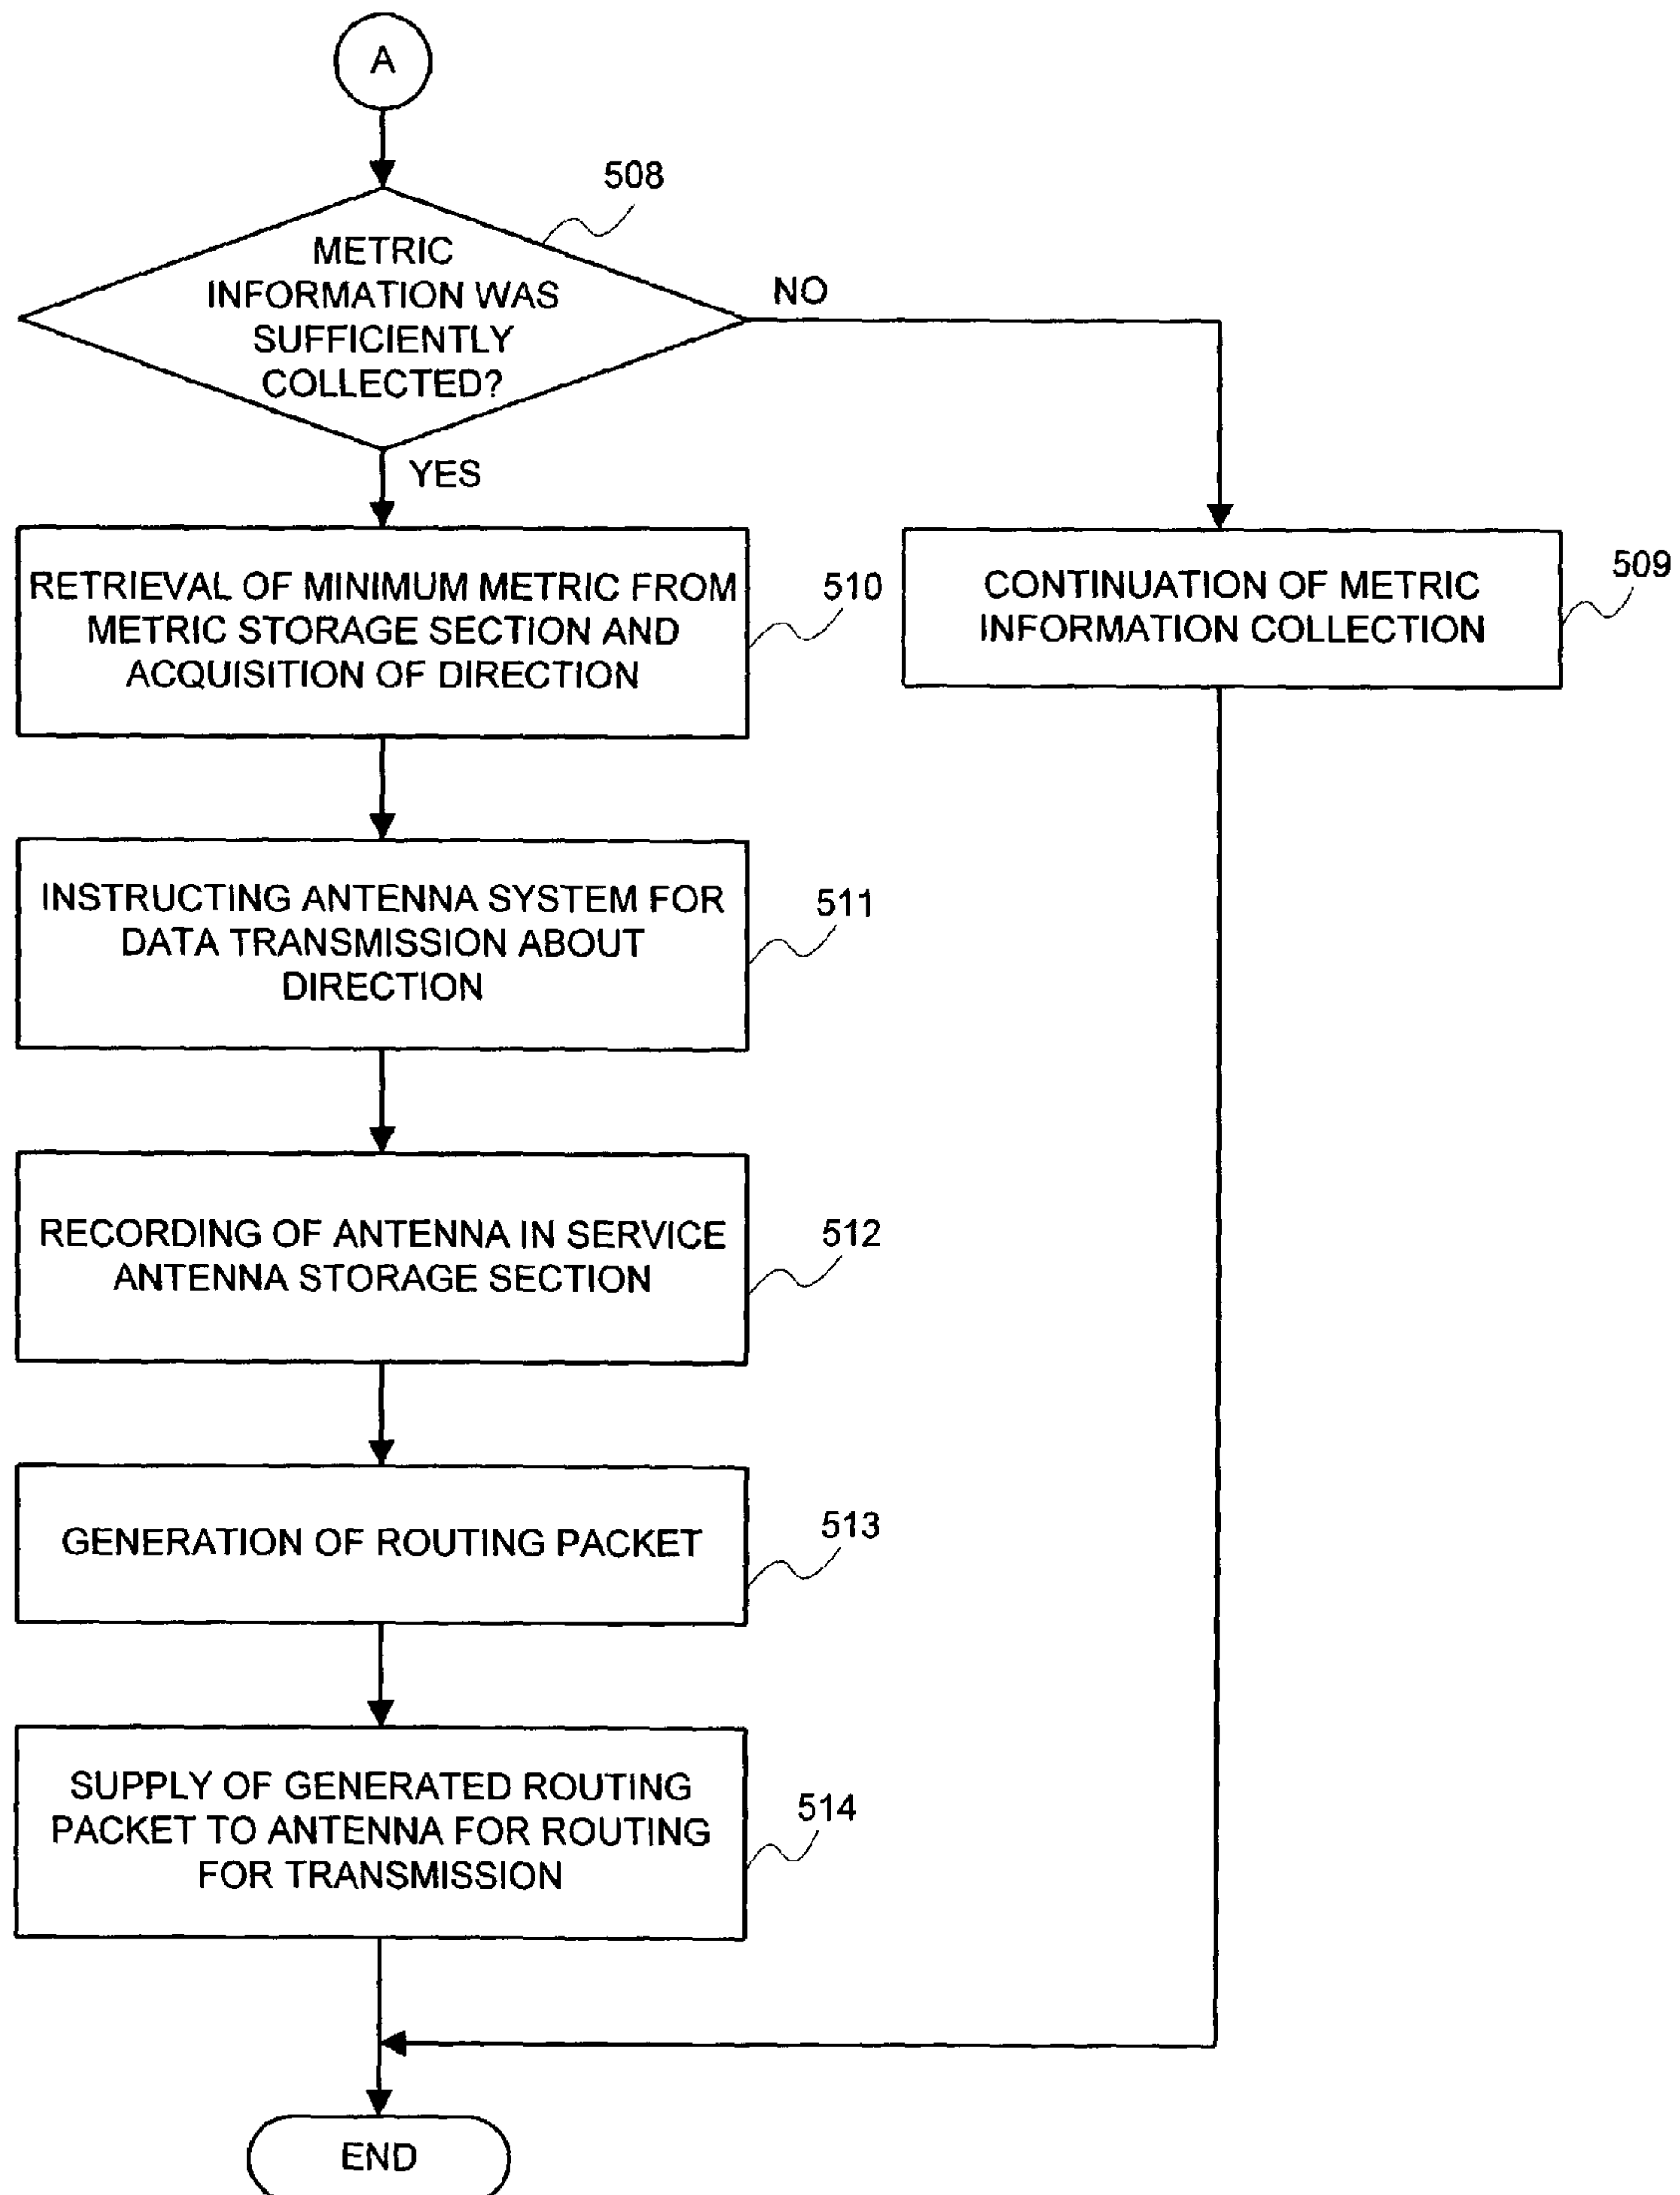 A
508
METRIC
INFORMATION WAS
SUFFICIENTLY
COLLECTED?
NO
YES
RETRIEVAL OF MINIMUM METRIC FROM
METRIC STORAGE SECTION AND
ACQUISITION OF DIRECTION
510
CONTINUATION OF METRIC
INFORMATION COLLECTION
509
INSTRUCTING ANTENNA SYSTEM FOR
DATA TRANSMISSION ABOUT
DIRECTION
511
RECORDING OF ANTENNA IN SERVICE
ANTENNA STORAGE SECTION
512
GENERATION OF ROUTING PACKET
513
SUPPLY OF GENERATED ROUTING
PACKET TO ANTENNA FOR ROUTING
FOR TRANSMISSION
514
END